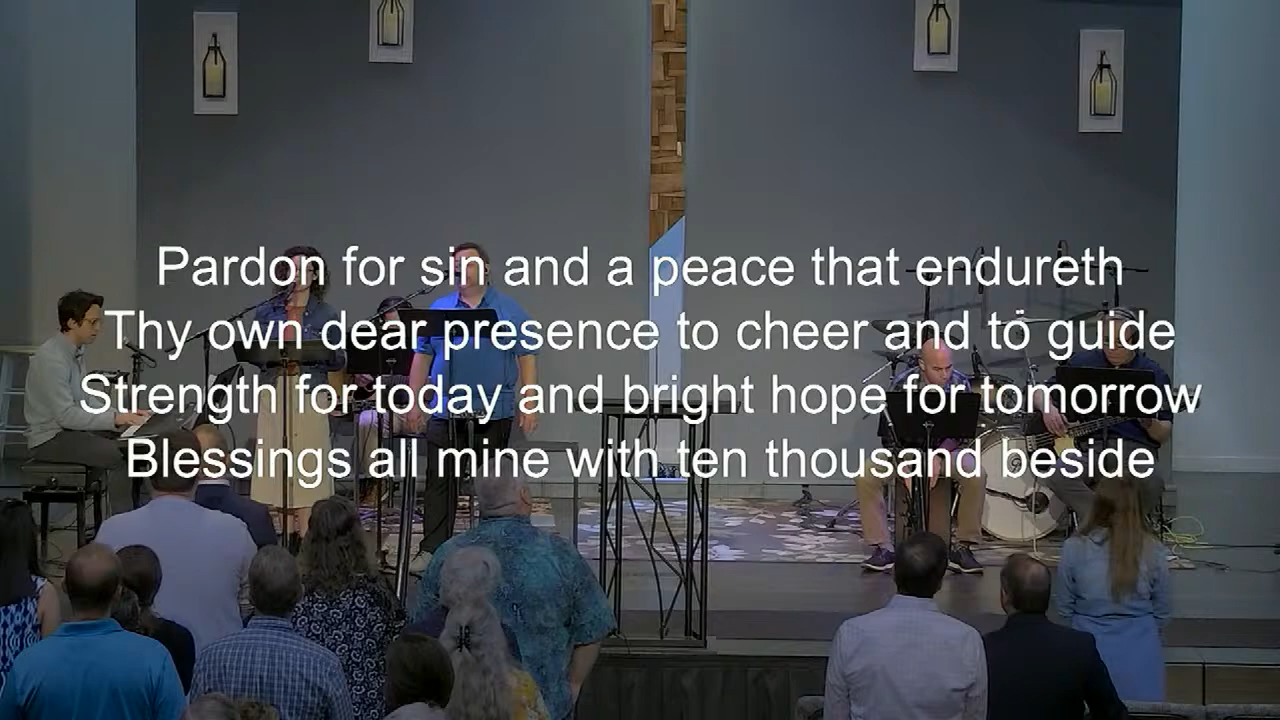 Pardon for sin and a peace that endureth
Thy own dear presence to cheer and to guide
Strength for today and bright hope for tomorrow
Blessings all mine with ten thousand beside